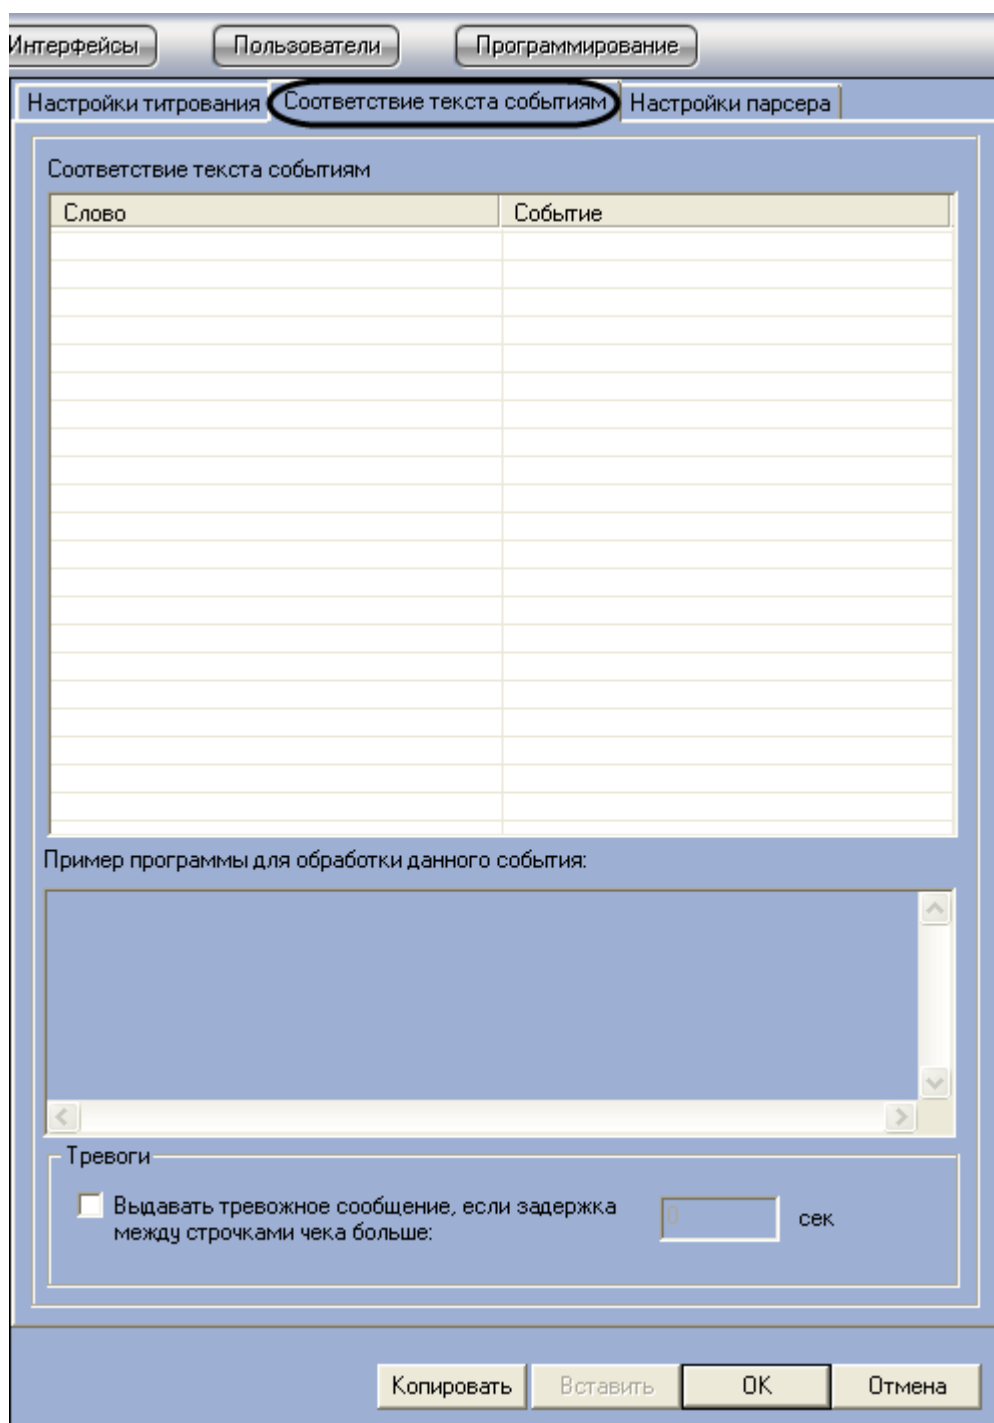 Интерфейсы Пользователи Программирование
Настройки титрования Соответствие текста событиям Настройки парсера
Соответствие текста событиям
Слово Событие
Пример программы для обработки данного события:
Тревоги
Выдавать тревожное сообщение, если задержка
между строчками чека больше:
0 сек
Копировать Вставить OK Отмена